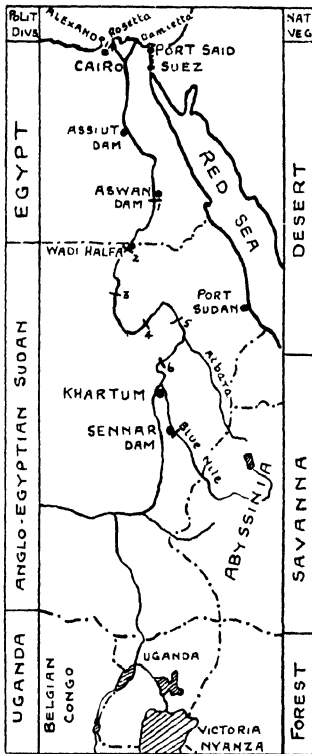 POLIT. DIVS
NAT VEG
ALEXAND
Rosetta
Damietta
PORT SAID
CAIRO
SUEZ
ASSIUT DAM
EGYPT
RED SEA
DESERT
ASWAN DAM
1
WADI HALFA
2
3
4
5
PORT SUDAN
6
Atbara
KHARTUM
SENNAR DAM
Blue Nile
ANGLO-EGYPTIAN SUDAN
ABYSSINIA
SAVANNA
UGANDA
BELGIAN CONGO
UGANDA
VICTORIA NYANZA
FOREST